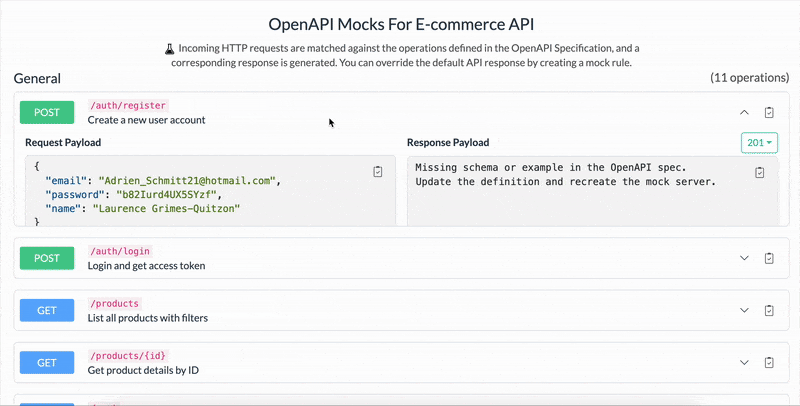 OpenAPI Mocks For E-commerce API
Incoming HTTP requests are matched against the operations defined in the OpenAPI Specification, and a
corresponding response is generated. You can override the default API response by creating a mock rule.
General
(11 operations)
POST
/auth/register
Create a new user account
Request Payload
Response Payload
201
{
"email": "Adrien_Schmitt21@hotmail.com",
"password": "b82Iurd4UX5SYzf",
"name": "Laurence Grimes-Quitzon"
}
Missing schema or example in the OpenAPI spec.
Update the definition and recreate the mock server.
POST
/auth/login
Login and get access token
GET
/products
List all products with filters
GET
/products/{id}
Get product details by ID